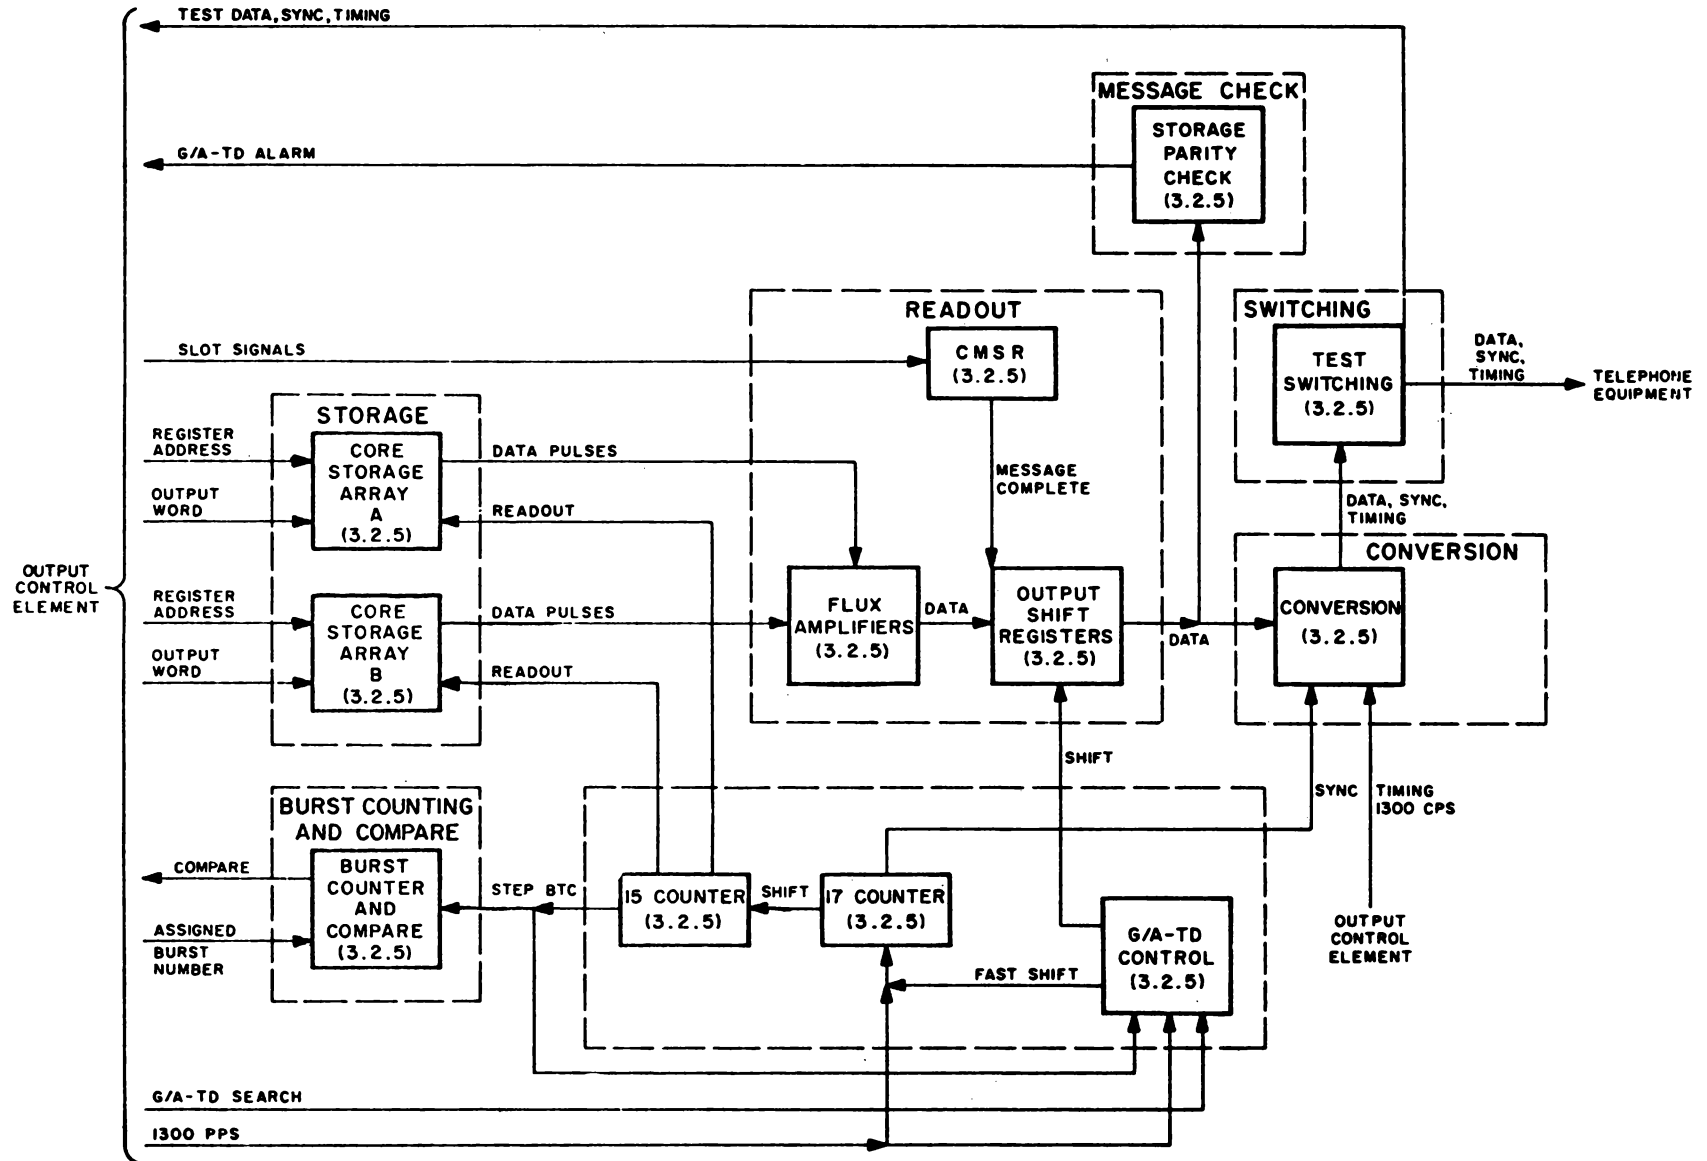 TEST DATA, SYNC, TIMING
MESSAGE CHECK
STORAGE
PARITY
CHECK
(3.2.5)
G/A-TD ALARM
READOUT
CMSR
(3.2.5)
SLOT SIGNALS
SWITCHING
TEST
SWITCHING
(3.2.5)
DATA,
SYNC,
TIMING
TELEPHONE
EQUIPMENT
STORAGE
REGISTER
ADDRESS
OUTPUT
WORD
CORE
STORAGE
ARRAY
A
(3.2.5)
DATA PULSES
READOUT
MESSAGE
COMPLETE
DATA, SYNC,
TIMING
CONVERSION
OUTPUT
CONTROL
ELEMENT
REGISTER
ADDRESS
OUTPUT
WORD
CORE
STORAGE
ARRAY
B
(3.2.5)
DATA PULSES
READOUT
FLUX
AMPLIFIERS
(3.2.5)
DATA
OUTPUT
SHIFT
REGISTERS
(3.2.5)
DATA
CONVERSION
(3.2.5)
SHIFT
SYNC
TIMING
1300 CPS
BURST COUNTING
AND COMPARE
COMPARE
ASSIGNED
BURST
NUMBER
BURST
COUNTER
AND
COMPARE
(3.2.5)
STEP BTC
15 COUNTER
(3.2.5)
SHIFT
17 COUNTER
(3.2.5)
FAST SHIFT
G/A-TD
CONTROL
(3.2.5)
OUTPUT
CONTROL
ELEMENT
G/A-TD SEARCH
1300 PPS